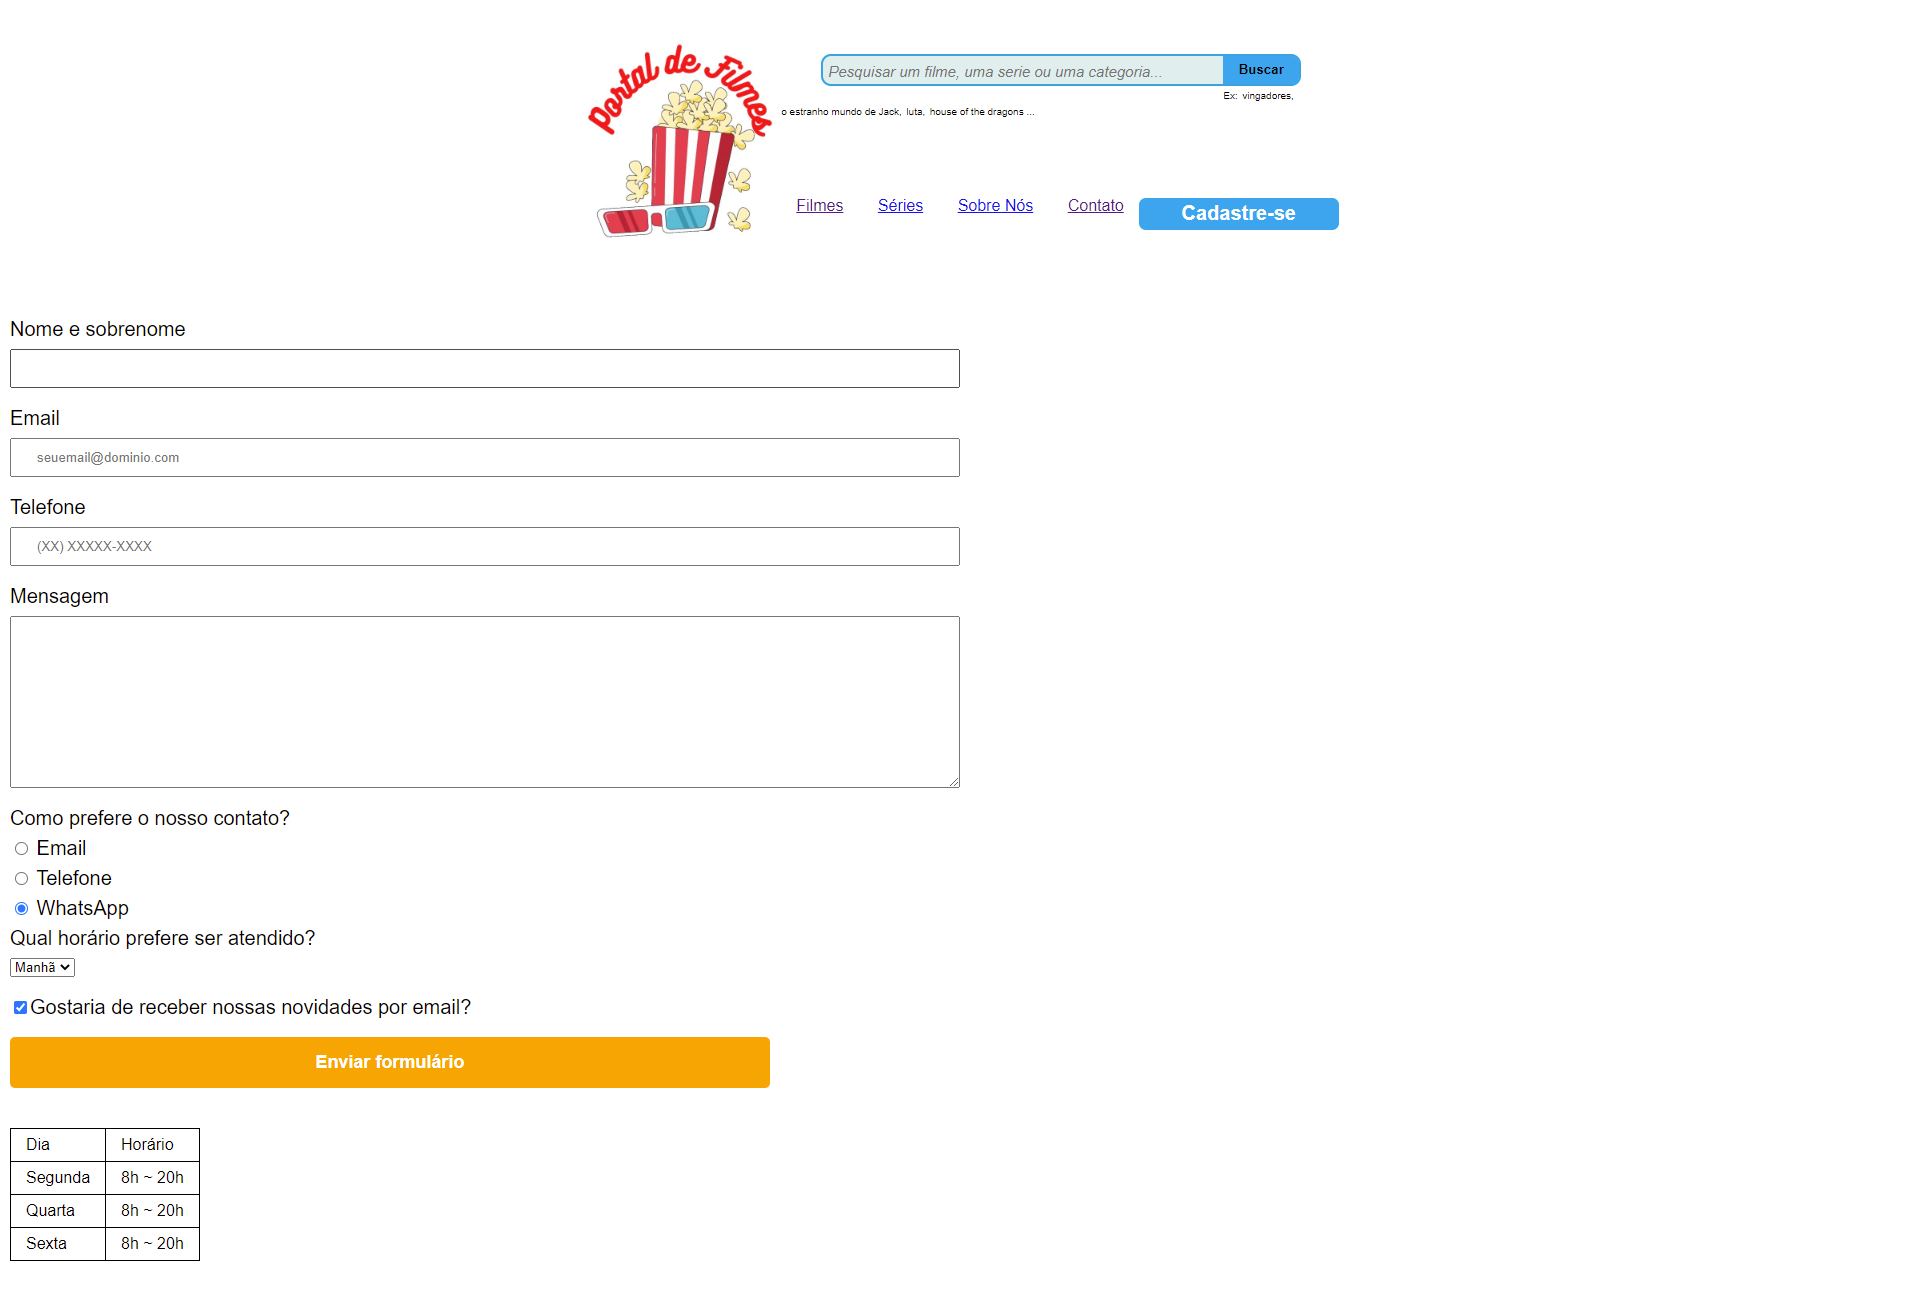 Portal de Filmes
Pesquisar um filme, uma serie ou uma categoria...
Buscar
Ex: vingadores,
o estranho mundo de Jack, luta, house of the dragons ...
Filmes Séries Sobre Nós Contato Cadastre-se
Nome e sobrenome
Email
seuemail@dominio.com
Telefone
(XX) XXXXX-XXXX
Mensagem
Como prefere o nosso contato?
Email
Telefone
WhatsApp
Qual horário prefere ser atendido?
Manhã
Gostaria de receber nossas novidades por email?
Enviar formulário
Dia Horário
Segunda 8h ~ 20h
Quarta 8h ~ 20h
Sexta 8h ~ 20h